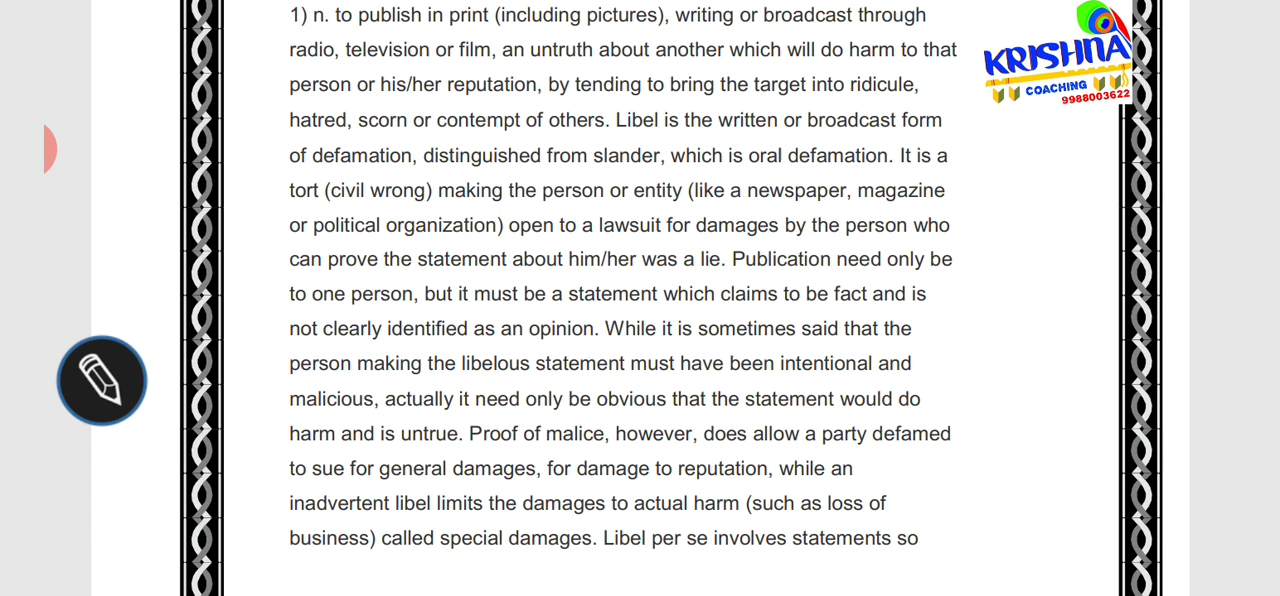 1) n. to publish in print (including pictures), writing or broadcast through
radio, television or film, an untruth about another which will do harm to that
person or his/her reputation, by tending to bring the target into ridicule,
hatred, scorn or contempt of others. Libel is the written or broadcast form
of defamation, distinguished from slander, which is oral defamation. It is a
tort (civil wrong) making the person or entity (like a newspaper, magazine
or political organization) open to a lawsuit for damages by the person who
can prove the statement about him/her was a lie. Publication need only be
to one person, but it must be a statement which claims to be fact and is
not clearly identified as an opinion. While it is sometimes said that the
person making the libelous statement must have been intentional and
malicious, actually it need only be obvious that the statement would do
harm and is untrue. Proof of malice, however, does allow a party defamed
to sue for general damages, for damage to reputation, while an
inadvertent libel limits the damages to actual harm (such as loss of
business) called special damages. Libel per se involves statements so
KRISHNA
COACHING
9988003622